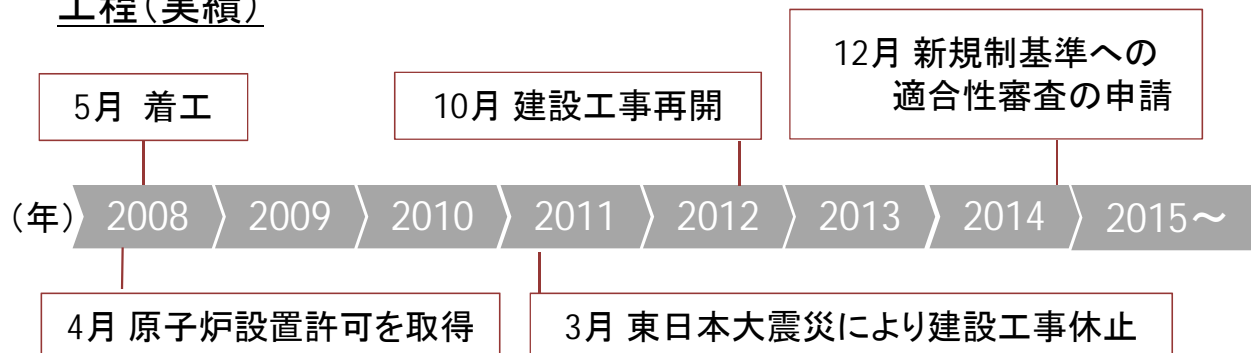 工程(実績)
12月 新規制基準への
適合性審査の申請
5月 着工
10月 建設工事再開
(年) 2008 2009 2010 2011 2012 2013 2014 2015～
4月 原子炉設置許可を取得
3月 東日本大震災により建設工事休止